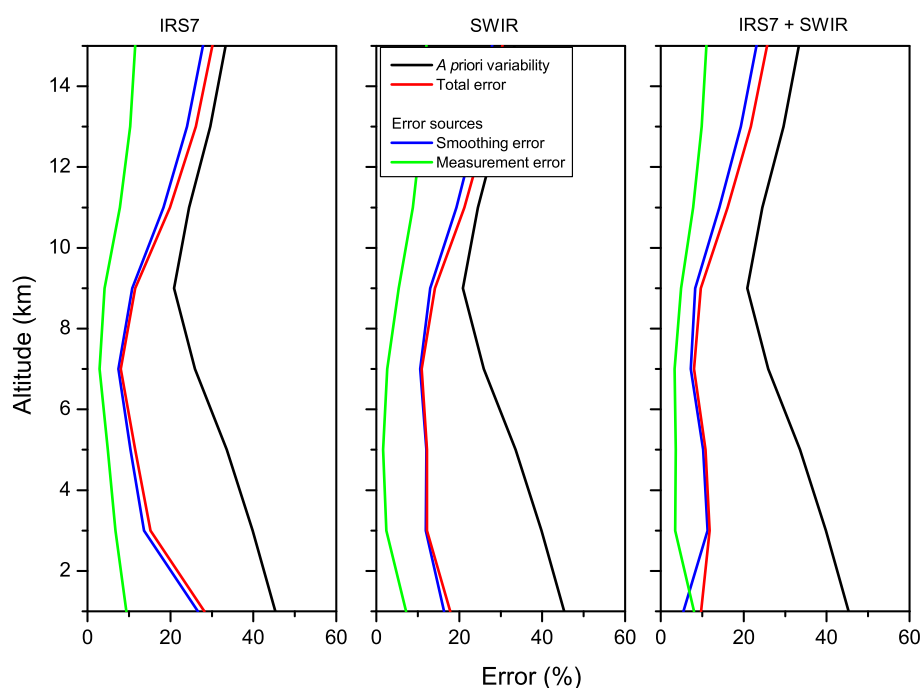 IRS7 SWIR IRS7 + SWIR
A priori variability
Total error
Error sources
Smoothing error
Measurement error
Altitude (km)
14
12
10
8
6
4
2
0 20 40 60 0 20 40 60 0 20 40 60
Error (%)